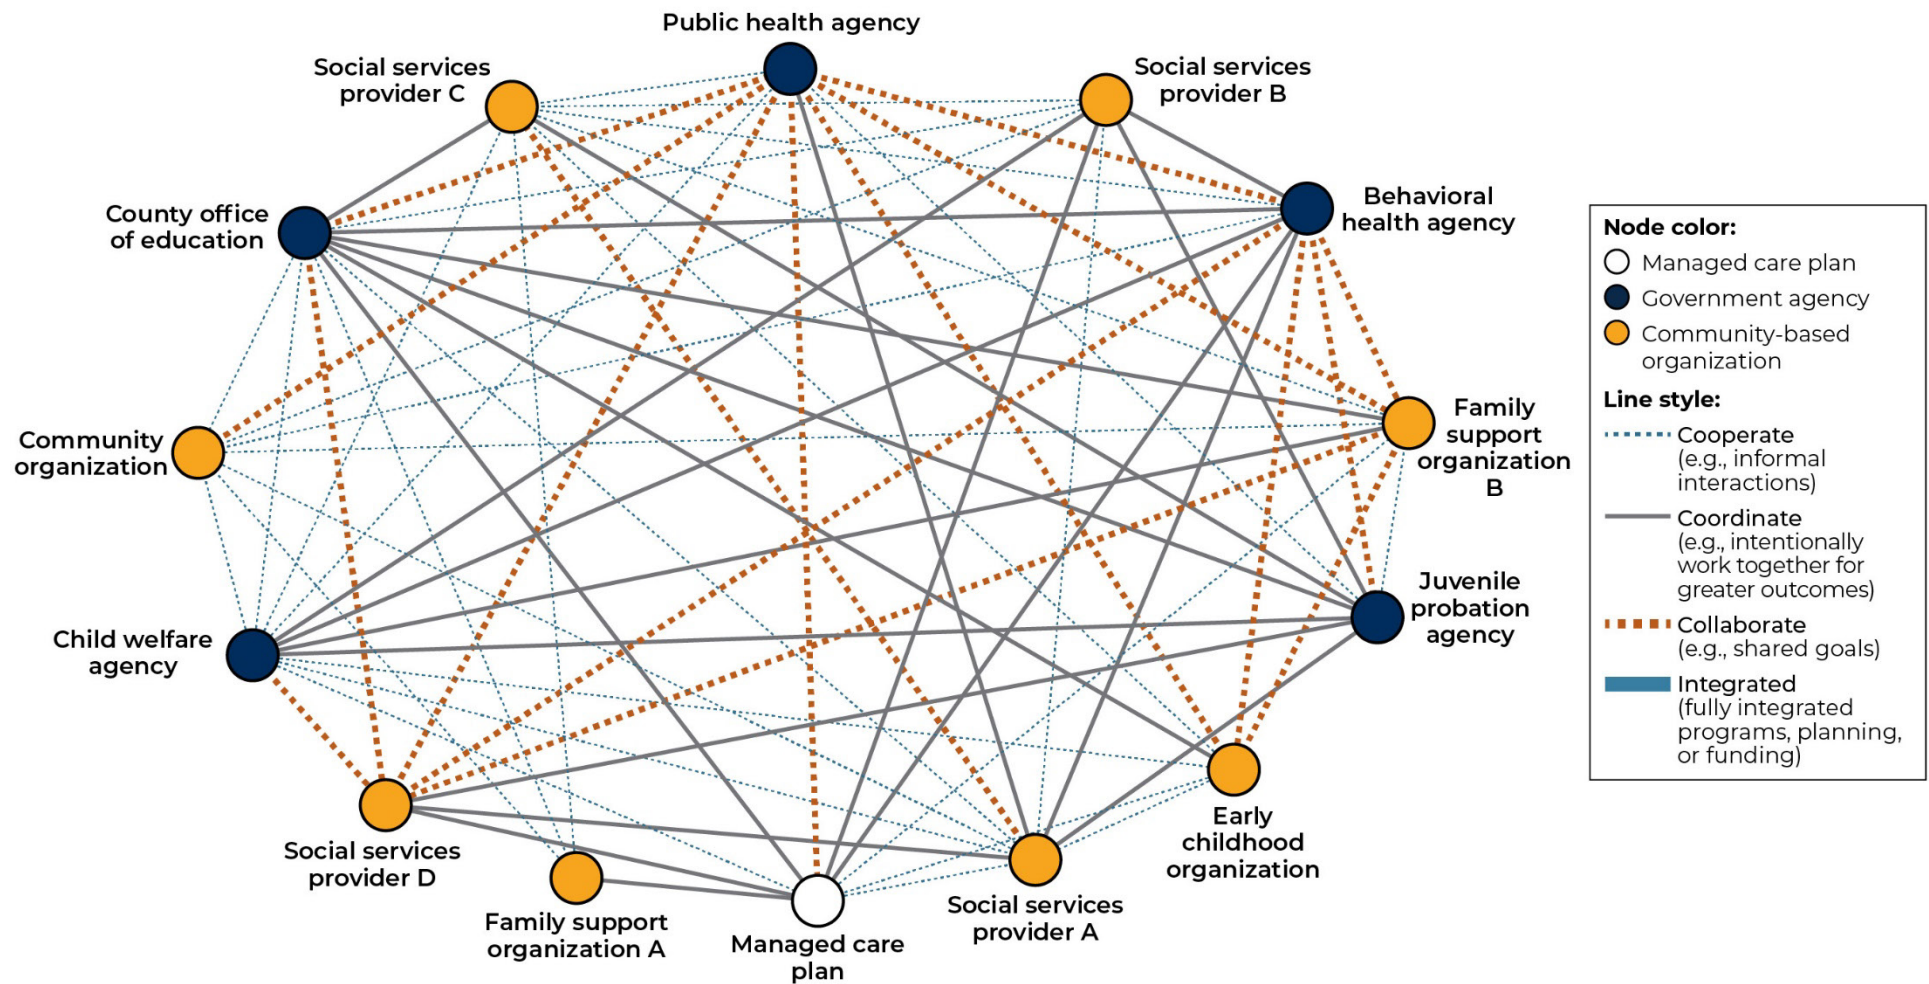 Public health agency
Social services
provider C
Social services
provider B
County office
of education
Behavioral
health agency
Community
organization
Family
support
organization
B
Child welfare
agency
Juvenile
probation
agency
Social services
provider D
Family support
organization A
Managed care
plan
Social services
provider A
Early
childhood
organization
Node color:
Managed care plan
Government agency
Community-based
organization
Line style:
Cooperate
(e.g., informal
interactions)
Coordinate
(e.g., intentionally
work together for
greater outcomes)
Collaborate
(e.g., shared goals)
Integrated
(fully integrated
programs, planning,
or funding)